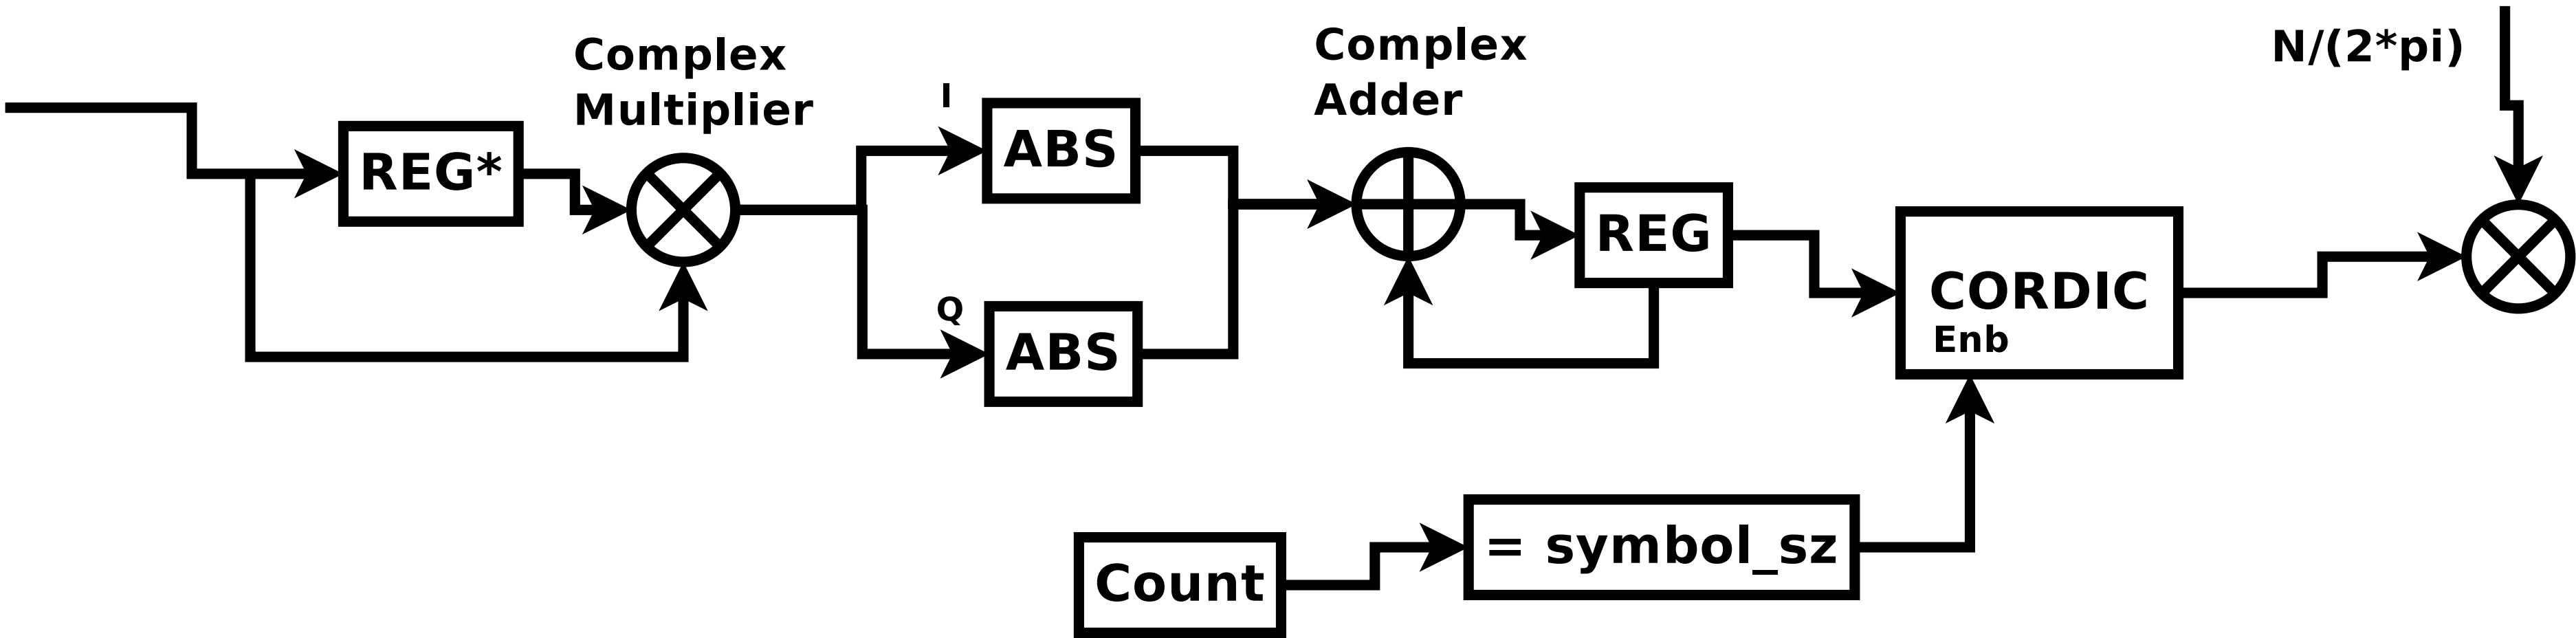 Complex
Multiplier
Complex
Adder
N/(2*pi)
I
ABS
REG*
REG
CORDIC
Enb
Q
ABS
= symbol_sz
Count